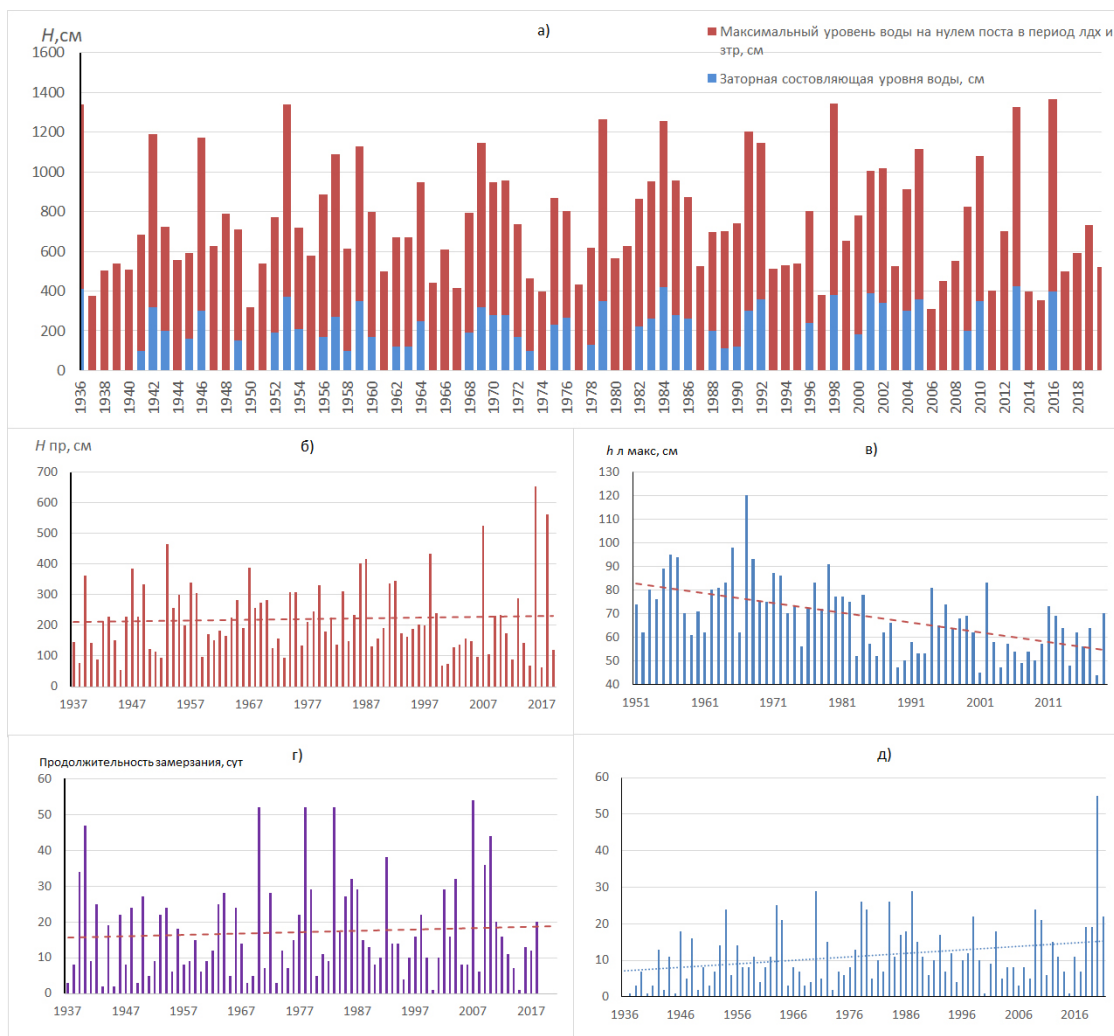 H,см
а)
Максимальный уровень воды на нулем поста в период лдх и
зтр, см
Заторная состовляющая уровня воды, см
1600
1400
1200
1000
800
600
400
200
0
1936 1938 1940 1942 1944 1946 1948 1950 1952 1954 1956 1958 1960 1962 1964 1966 1968 1970 1972 1974 1976 1978 1980 1982 1984 1986 1988 1990 1992 1994 1996 1998 2000 2002 2004 2006 2008 2010 2012 2014 2016 2018
H пр, см
б)
700
600
500
400
300
200
100
0
1937 1947 1957 1967 1977 1987 1997 2007 2017
h л макс, см
в)
130
120
110
100
90
80
70
60
50
40
1951 1961 1971 1981 1991 2001 2011
г)
Продолжительность замерзания, сут
60
50
40
30
20
10
0
1937 1947 1957 1967 1977 1987 1997 2007 2017
д)
60
50
40
30
20
10
0
1936 1946 1956 1966 1976 1986 1996 2006 2016